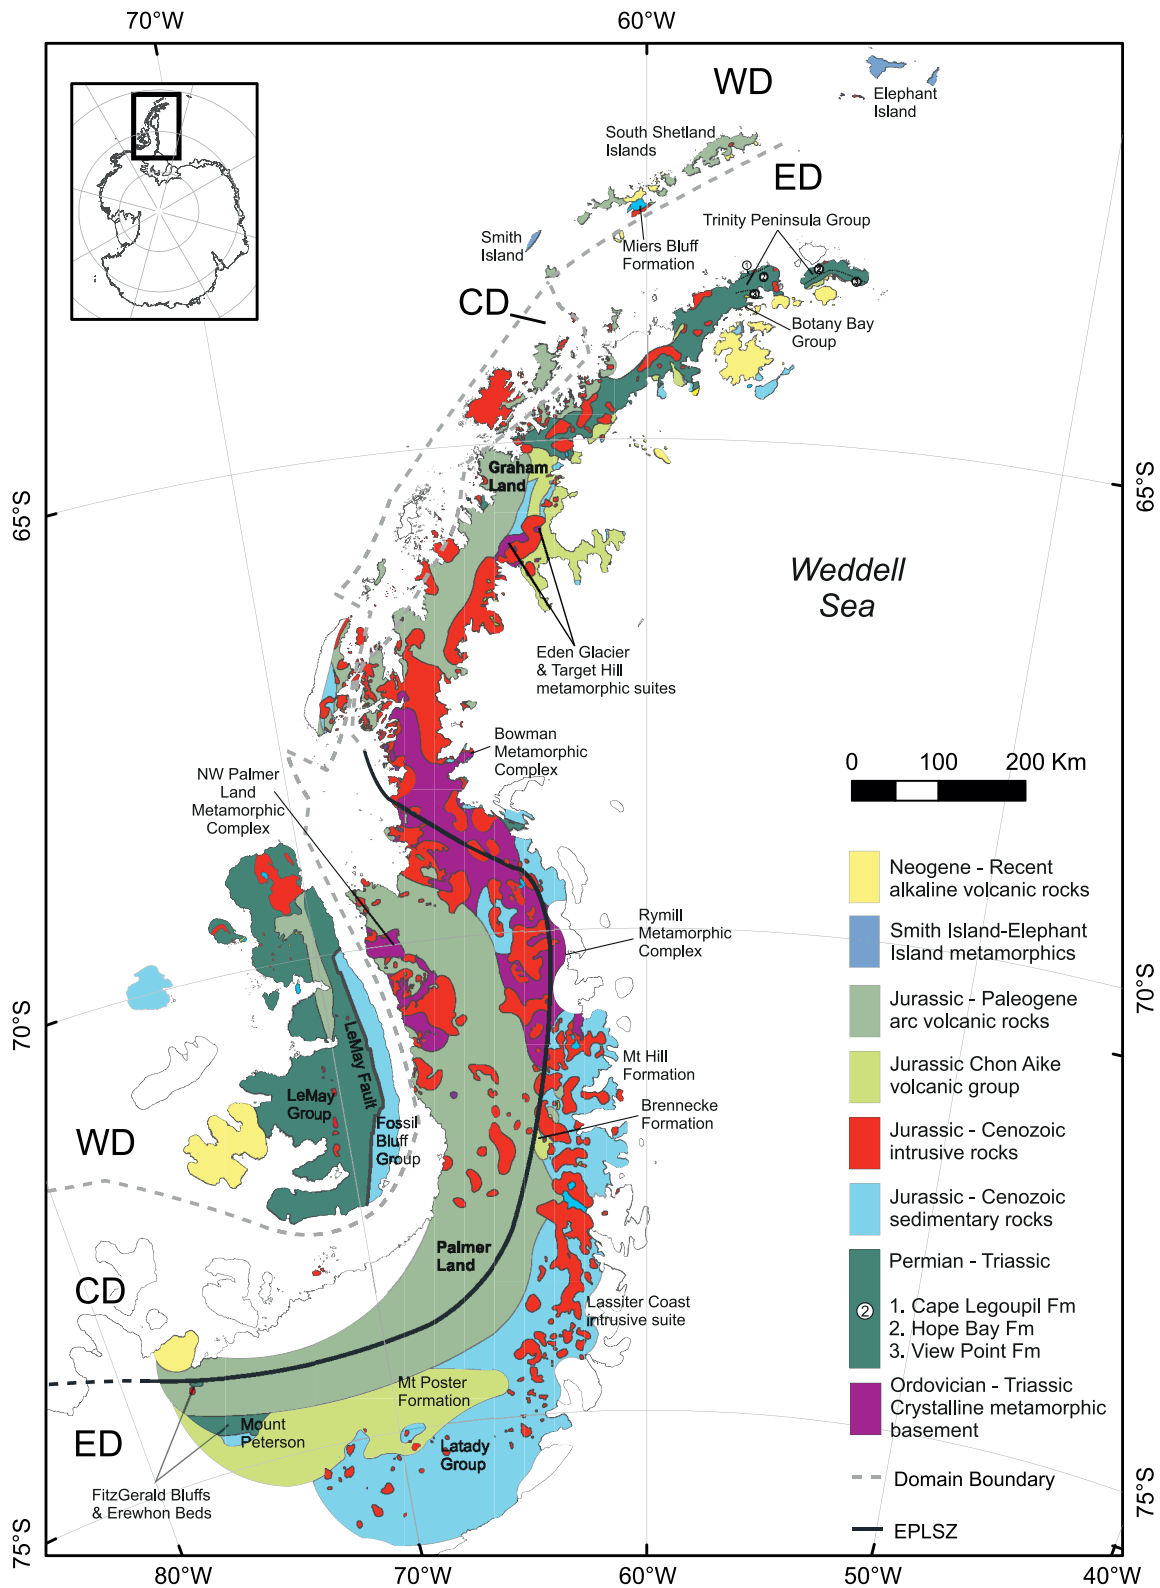 70°W
60°W
WD
Elephant
Island
South Shetland
Islands
ED
Trinity Peninsula Group
Smith
Island
Miers Bluff
Formation
1
2
2
3
3
CD
Botany Bay
Group
65°S
65°S
Graham
Land
Weddell
Sea
Eden Glacier
& Target Hill
metamorphic suites
Bowman
Metamorphic
Complex
NW Palmer
Land
Metamorphic
Complex
0 100 200 Km
Neogene - Recent
alkaline volcanic rocks
Rymill
Metamorphic
Complex
Smith Island-Elephant
Island metamorphics
70°S
70°S
Jurassic - Paleogene
arc volcanic rocks
LeMay Fault
Mt Hill
Formation
Jurassic Chon Aike
volcanic group
LeMay
Group
Brennecke
Formation
Fossil
Bluff
Group
WD
Jurassic - Cenozoic
intrusive rocks
Jurassic - Cenozoic
sedimentary rocks
Palmer
Land
CD
Permian - Triassic
Lassiter Coast
intrusive suite
2
1. Cape Legoupil Fm
2. Hope Bay Fm
3. View Point Fm
Mt Poster
Formation
Ordovician - Triassic
Crystalline metamorphic
basement
Mount
Peterson
ED
Latady
Group
Domain Boundary
FitzGerald Bluffs
& Erewhon Beds
EPLSZ
75°S
75°S
80°W
70°W
60°W
50°W
40°W